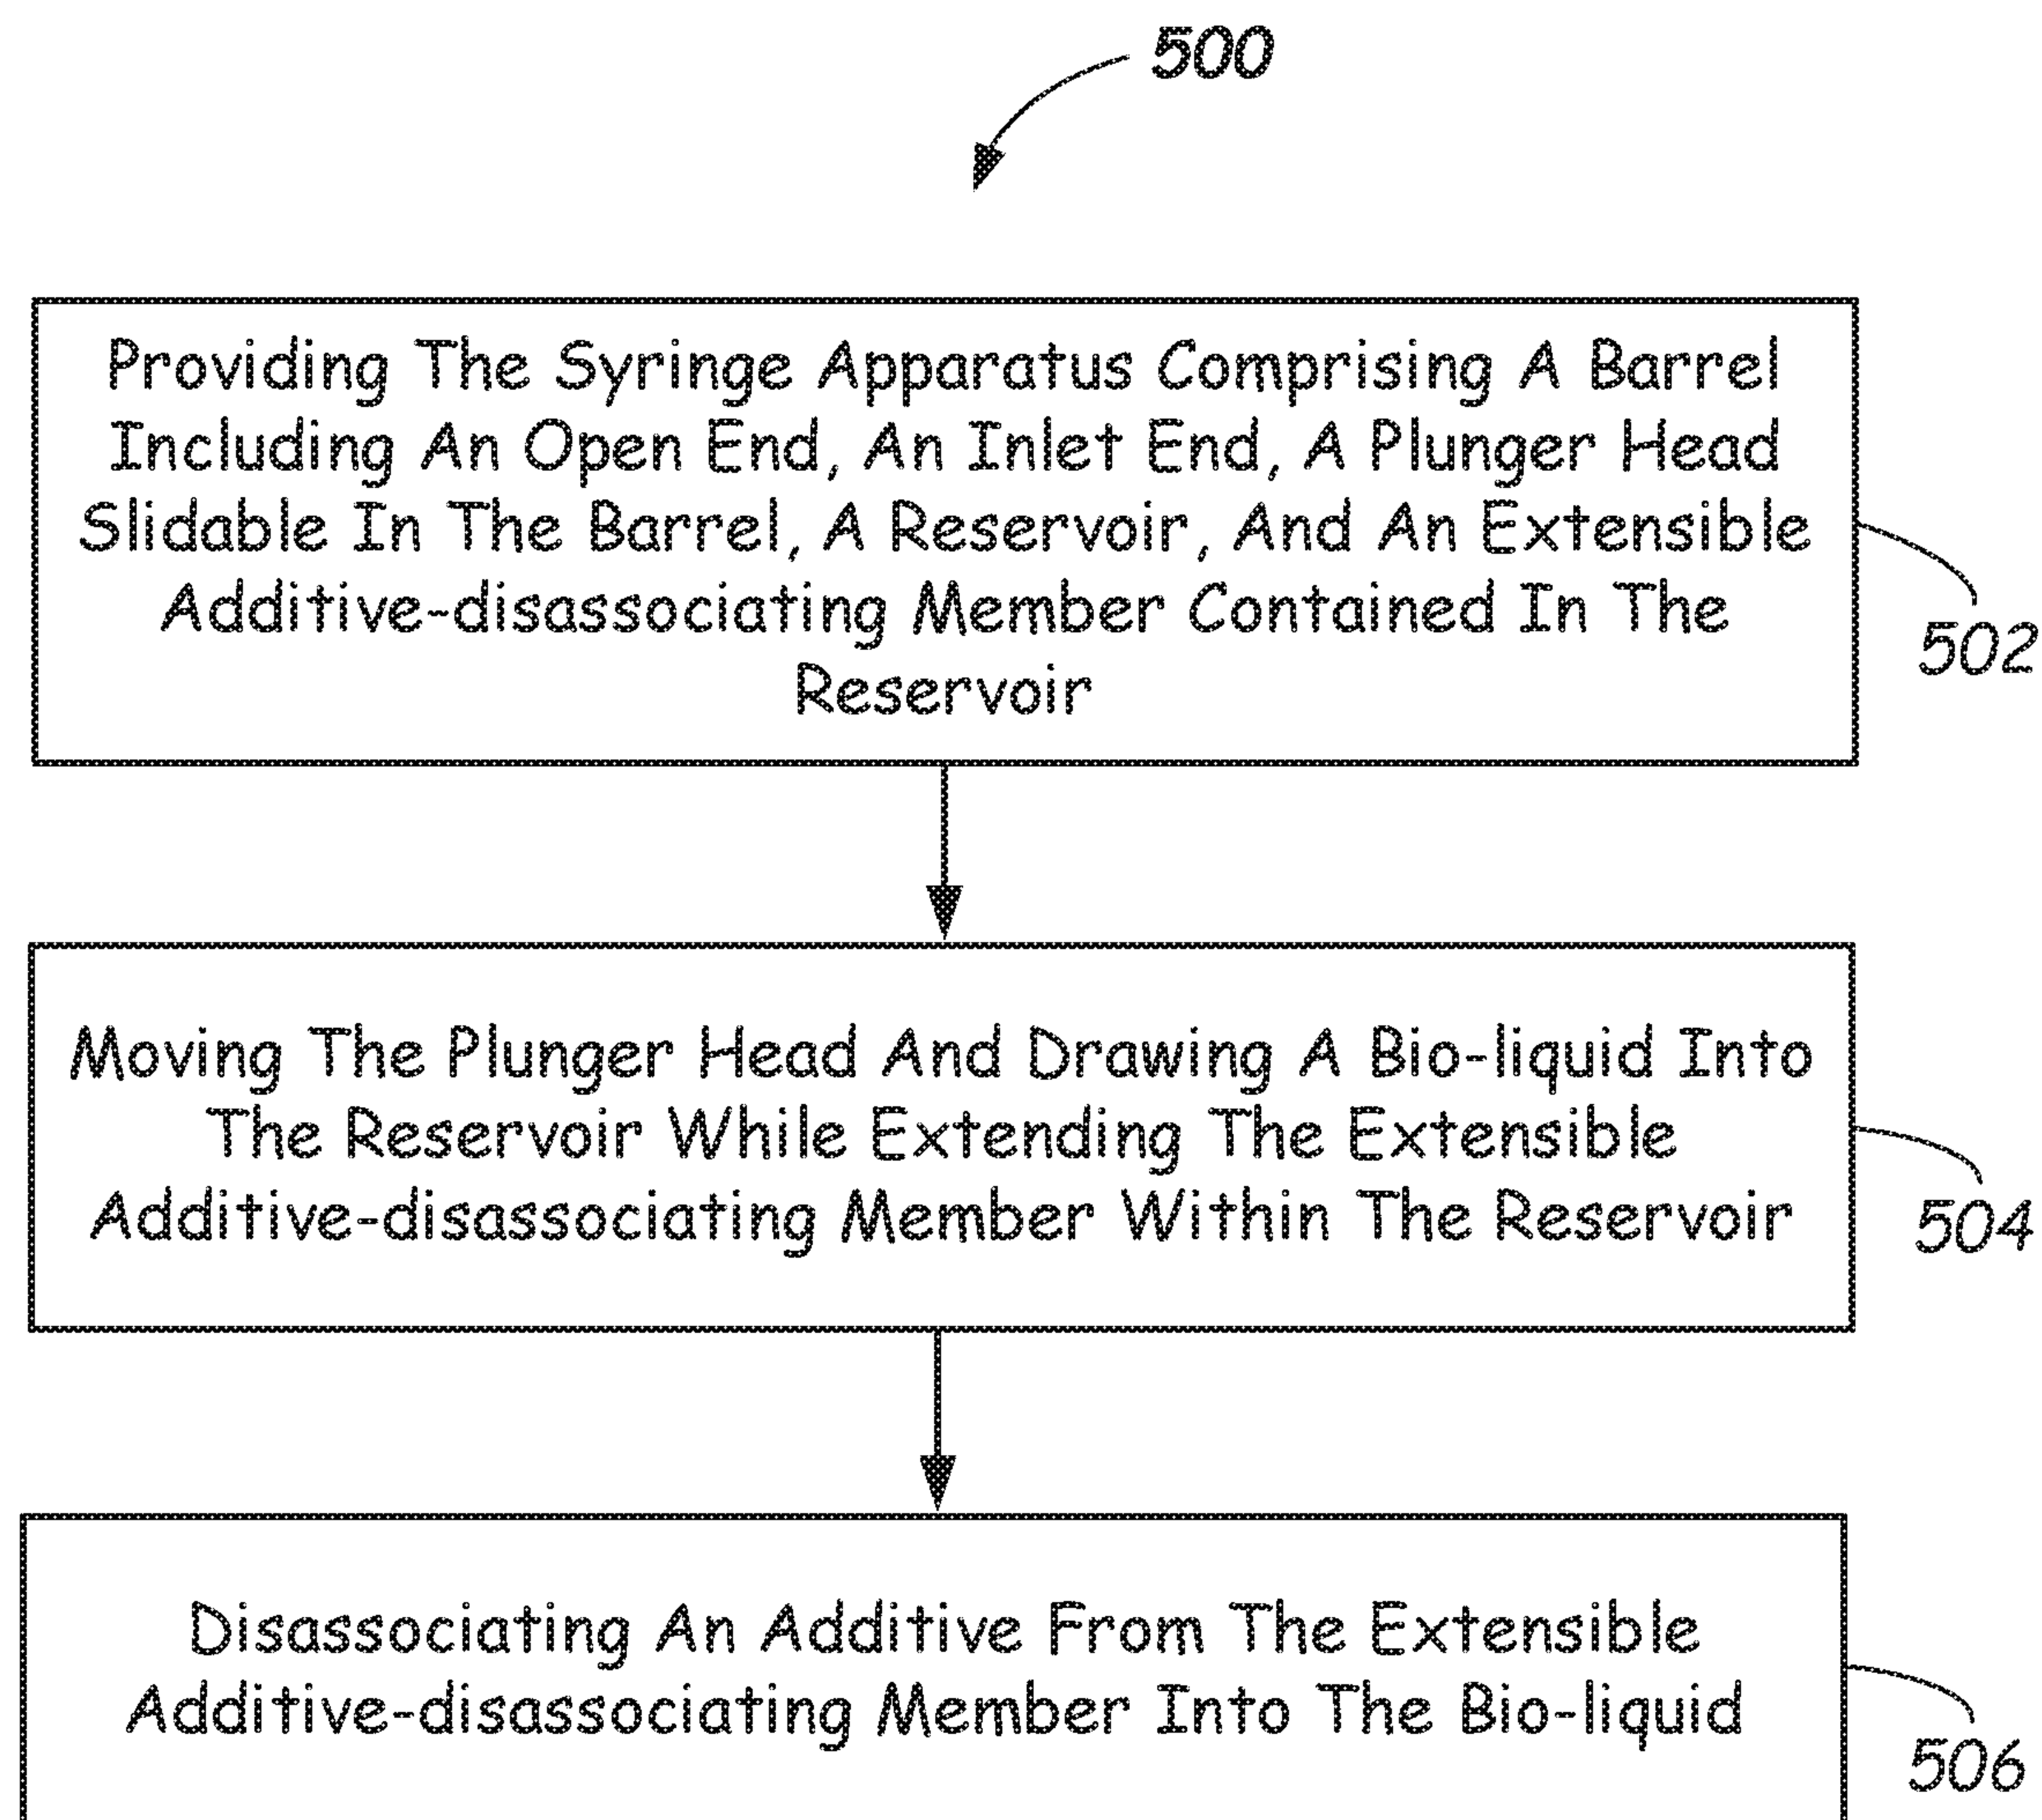 500
Providing The Syringe Apparatus Comprising A Barrel
Including An Open End, An Inlet End, A Plunger Head
Slidable In The Barrel, A Reservoir, And An Extensible
Additive-disassociating Member Contained In The
Reservoir
502
Moving The Plunger Head And Drawing A Bio-liquid Into
The Reservoir While Extending The Extensible
Additive-disassociating Member Within The Reservoir
504
Disassociating An Additive From The Extensible
Additive-disassociating Member Into The Bio-liquid
506